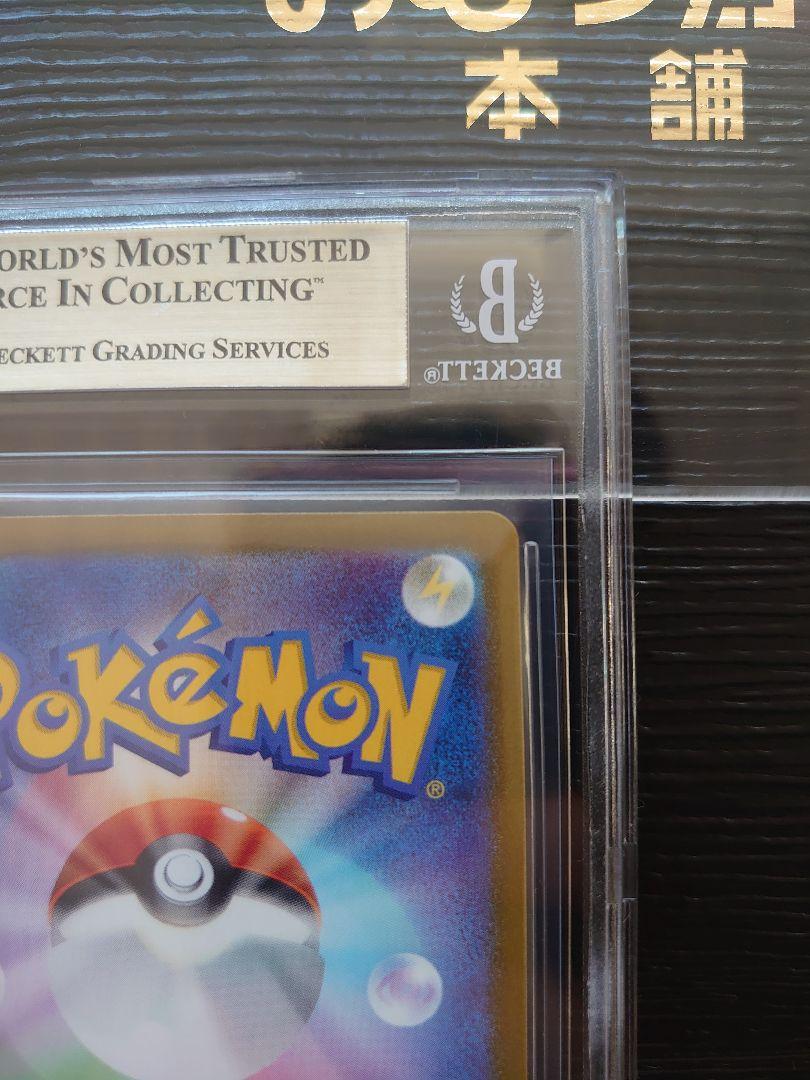 本舗
ORLD'S MOST TRUSTED
RCE IN COLLECTING™
ECKETT GRADING SERVICES
B
BECKETT®
POKéMON®